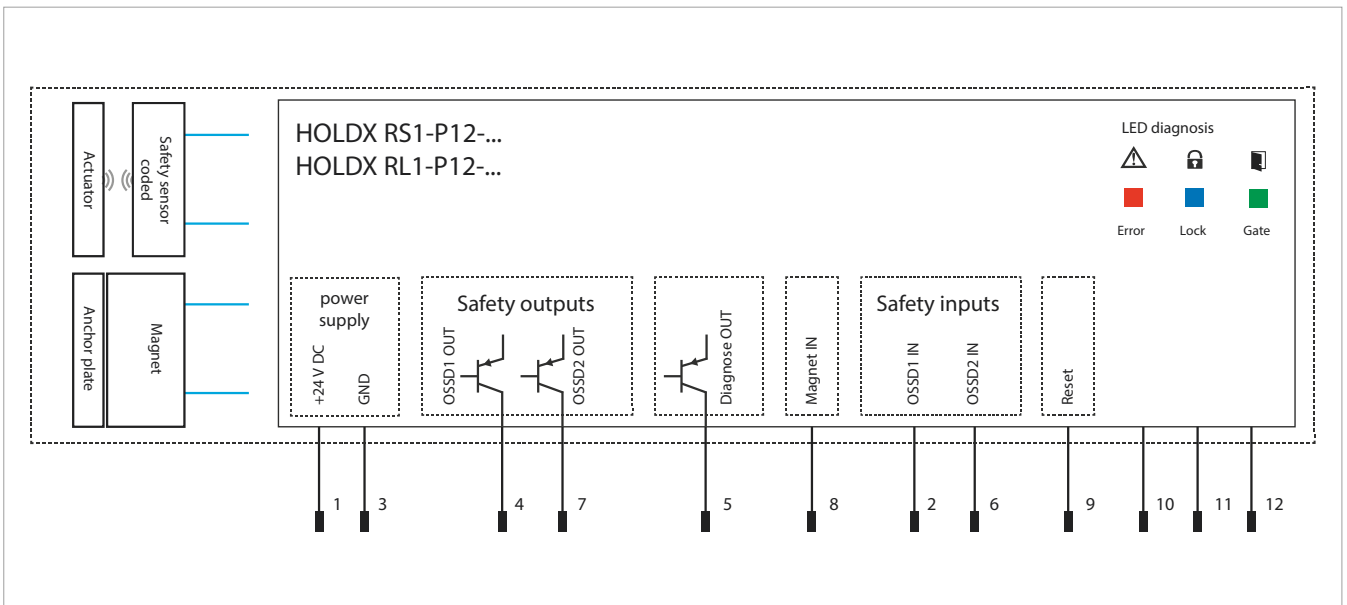 HOLDX RS1-P12-...
HOLDX RL1-P12-...
LED diagnosis
Error
Lock
Gate
Actuator
Safety sensor
coded
Anchor plate
Magnet
power
supply
+24 V DC
GND
Safety outputs
OSSD1 OUT
OSSD2 OUT
Diagnose OUT
Magnet IN
Safety inputs
OSSD1 IN
OSSD2 IN
Reset
1
3
4
7
5
8
2
6
9
10
11
12